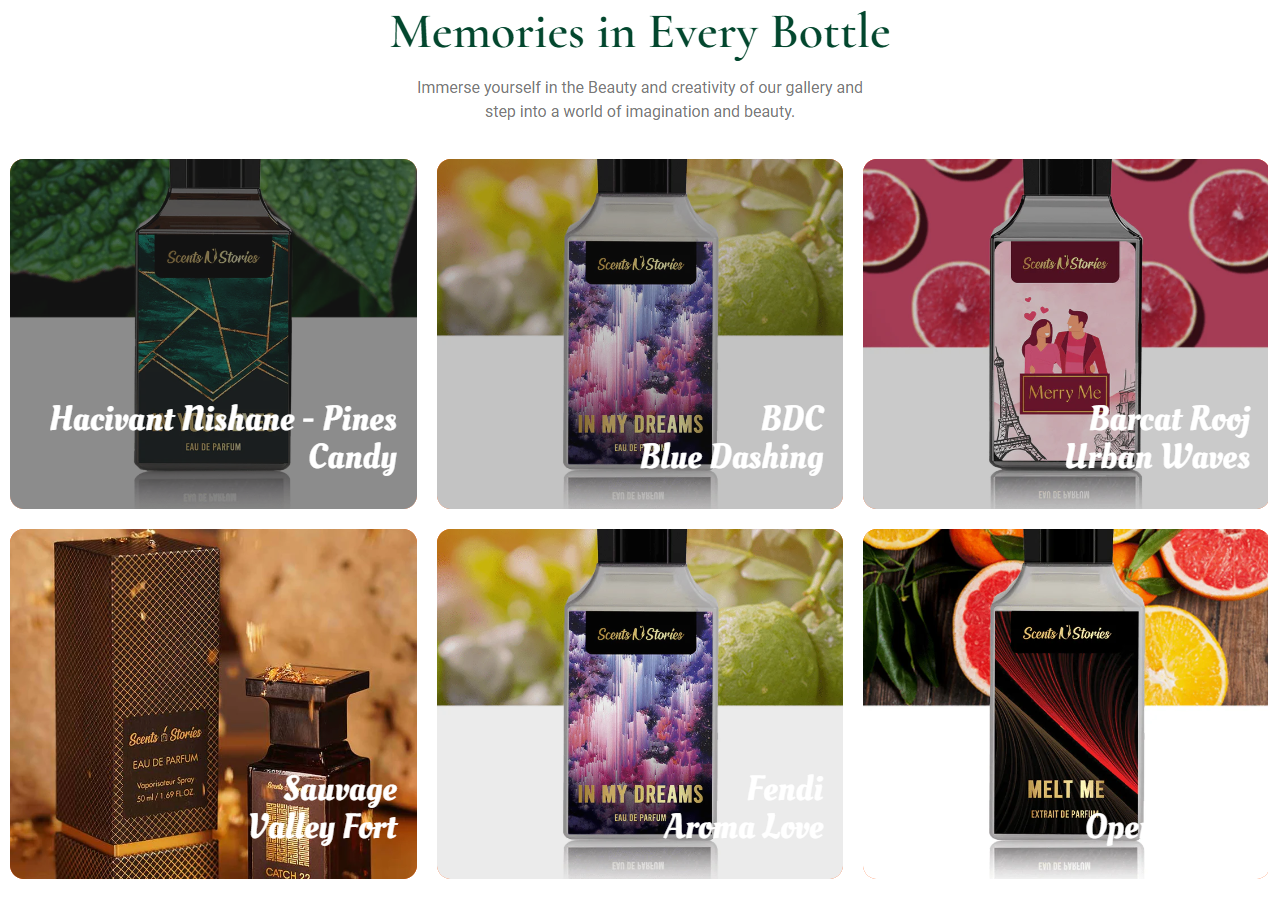 Memories in Every Bottle
Immerse yourself in the Beauty and creativity of our gallery and
step into a world of imagination and beauty.
Scents N Stories
EAU DE PARFUM
Hacivant Nishane - Pines
Candy
Scents N Stories
IN MY DREAMS
EAU DE PARFUM
BDC
Blue Dashing
Scents N Stories
Merry Me
Barcat Rooj
Urban Waves
Scents N Stories
EAU DE PARFUM
Vaporisateur Spray
50 ml / 1.69 FL.OZ.
CATCH 22
Sauvage
Valley Fort
Scents N Stories
IN MY DREAMS
EAU DE PARFUM
Fendi
Aroma Love
Scents N Stories
MELT ME
EXTRAIT DE PARFUM
Ope